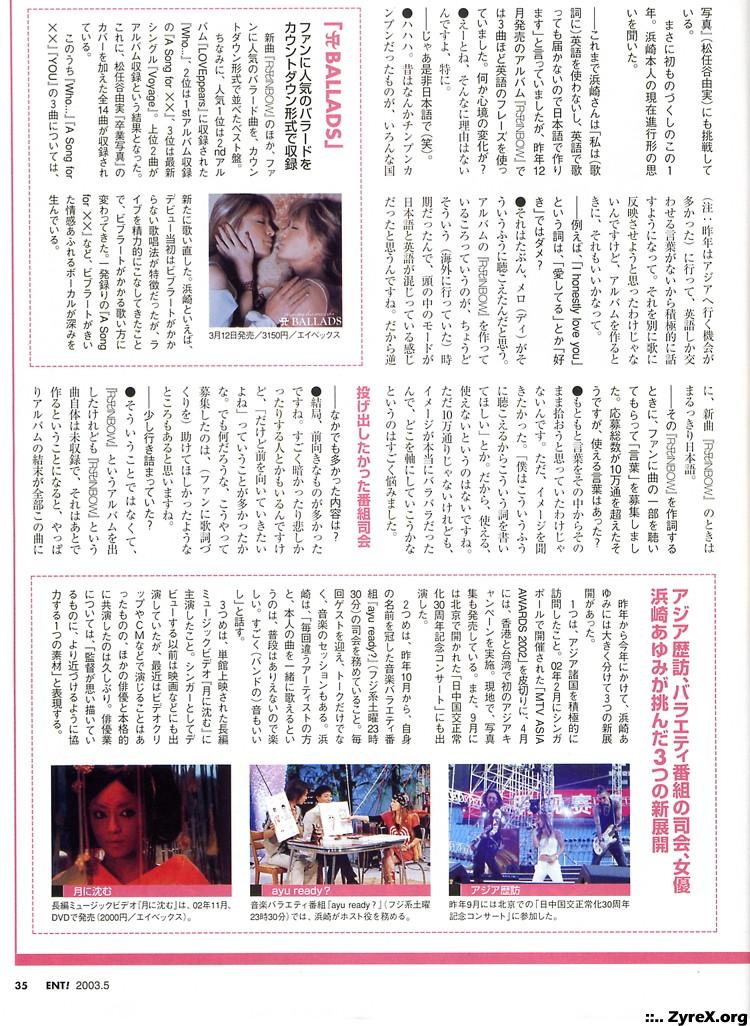 写真』(松任谷由実)にも挑戦して
いる。
まさに初ものづくしのこの1
年。浜崎本人の現在進行形の思
いを聞いた。
――これまで浜崎さんは「私は(歌
詞に)英語を使わないし、英語で歌
っても届かないので日本語で作り
ます」と言っていましたが、昨年12
月発売のアルバム『RAINBOW』で
は3曲ほど英語のフレーズを使っ
ていました。何か心境の変化が?
●えーとね、そんなに理由はない
んですよ、特に。
――じゃあ是非日本語で(笑)。
●ハハ。昔はなんかチンプンカ
ンプンだったものが、いろんな国
(注:昨年はアジアへ行く機会が
多かった)に行って、英語しか交
わせる言葉がないから積極的に話
すようになって。それを別に歌に
反映させようと思ったわけじゃな
いんですけど、アルバムを作ると
きに、それもいいかなって。
――例えば、「I honestly love you」
という詞は、「愛してる」とか「好
き」ではダメ?
●それはたぶん、メロ(ディ)がそ
ういうふうに聴こえたんだと思う。
アルバムの『RAINBOW』を作って
いるころっていうのが、ちょうど
そういう(海外に行っていた)時
期だったんで、頭の中のモードが
日本語と英語が混じっている感じ
だったと思うんですね。だから逆
に、新曲『RAINBOW』のときは
まるっきり日本語。
――その『RAINBOW』を作詞する
ときに、ファンに曲の一部を聴い
てもらって“言葉”を募集しまし
た。応募総数が10万通を超えたそ
うですが、使える言葉はあった?
●もともと言葉をその中からその
まま拾おうと思っていたわけじゃ
ないんです。ただ、イメージを聞
きたかった。「僕はこういうふう
に聴こえるからこういう詞を書い
てほしい」とか。だから、使える、
使えないというのはないですね。
ただ10万通りじゃないけれども、
イメージが本当にバラバラだった
んで、どこを軸にしていこうかな
というのはすごく悩みました。
投げ出したかった番組司会
――なかでも多かった内容は?
●結局、前向きなものが多かった
ですね。すごく暗かったり悲しか
ったりする人とかもいるんですけ
ど、「だけど前を向いていきたい
よね」っていうことが多かったか
な。でも何だろうな、こうやって
募集したのは、(ファンに歌詞づ
くりを)助けてほしかったような
ところもあると思いますね。
――少し行き詰まっていた?
●そういうことではなくて、
『RAINBOW』というアルバムを出
したけれども『RAINBOW』という
曲自体は未収録で、それはあとで
作るということになると、やっぱ
りアルバムの結末が全部この曲に
『A BALLADS』
ファンに人気のバラードを
カウントダウン形式で収録
新曲『RAINBOW』のほか、ファ
ンに人気のバラード曲を、カウン
トダウン形式で並べたベスト盤。
ちなみに、人気1位は2ndアル
バム『LOVEppears』に収録された
『Who...』。2位は1stアルバム収録
の『A Song for ××』、3位は最新
シングル『Voyage』。上位2曲が
アルバム収録という結果となった。
これに、松任谷由実『卒業写真』の
カバーを加えた全14曲が収録され
ている。
このうち『Who...』『A Song for
××』『YOU』の3曲については、
新たに歌い直した。浜崎といえば、
デビュー当初はビブラートがかか
らない歌唱法が特徴だったが、ラ
イブを精力的にこなしてきたこと
で、ビブラートがかかる歌い方に
変わってきた。一発録りの『A Song
for ××』など、ビブラートがきい
た情感あふれるボーカルが深みを
生んでいる。
A BALLADS
3月12日発売/3150円/エイベックス
アジア歴訪、バラエティ番組の司会、女優
浜崎あゆみが挑んだ3つの新展開
昨年から今年にかけて、浜崎あ
ゆみには大きく分けて3つの新展
開があった。
1つは、アジア諸国を積極的に
訪問したこと。02年2月にシンガ
ポールで開催された「MTV ASIA
AWARDS 2002」を皮切りに、4月
には、香港と台湾で初のアジアキ
ャンペーンを実施。現地で、写真
集も発売している。また、9月に
は北京で開かれた「日中国交正常
化30周年記念コンサート」にも出
演した。
2つめは、昨年10月から、自身
の名前を冠した音楽バラエティ番
組『ayu ready?』(フジ系土曜23時
30分)の司会を務めていること。毎
回ゲストを迎え、トークだけでな
く、音楽のセッションもある。浜
崎は、「毎回違うアーティストの方
と、本人の曲を一緒に歌えるとい
うのは、普段はありえないので楽
しい。すごく(バンドの)音もいい
し」と話す。
3つめは、単館上映された長編
ミュージックビデオ『月に沈む』に
主演したこと。シンガーとしてデ
ビューする以前は映画などにも出
演していたが、最近はビデオクリ
ップやCMなどで演じることはあ
ったものの、ほかの俳優と本格的
に共演したのは久しぶり。俳優業
については、「監督が思い描いてい
るものに、より近づけるように協
力する1つの素材」と表現する。
月に沈む
長編ミュージックビデオ『月に沈む』は、02年11月、
DVDで発売(2000円/エイベックス)。
ayu ready?
音楽バラエティ番組『ayu ready?』(フジ系土曜
23時30分)では、浜崎がホスト役を務める。
アジア歴訪
昨年9月には北京での「日中国交正常化30周年
記念コンサート」に参加した。
35 ENT! 2003.5
::.. ZyreX.org